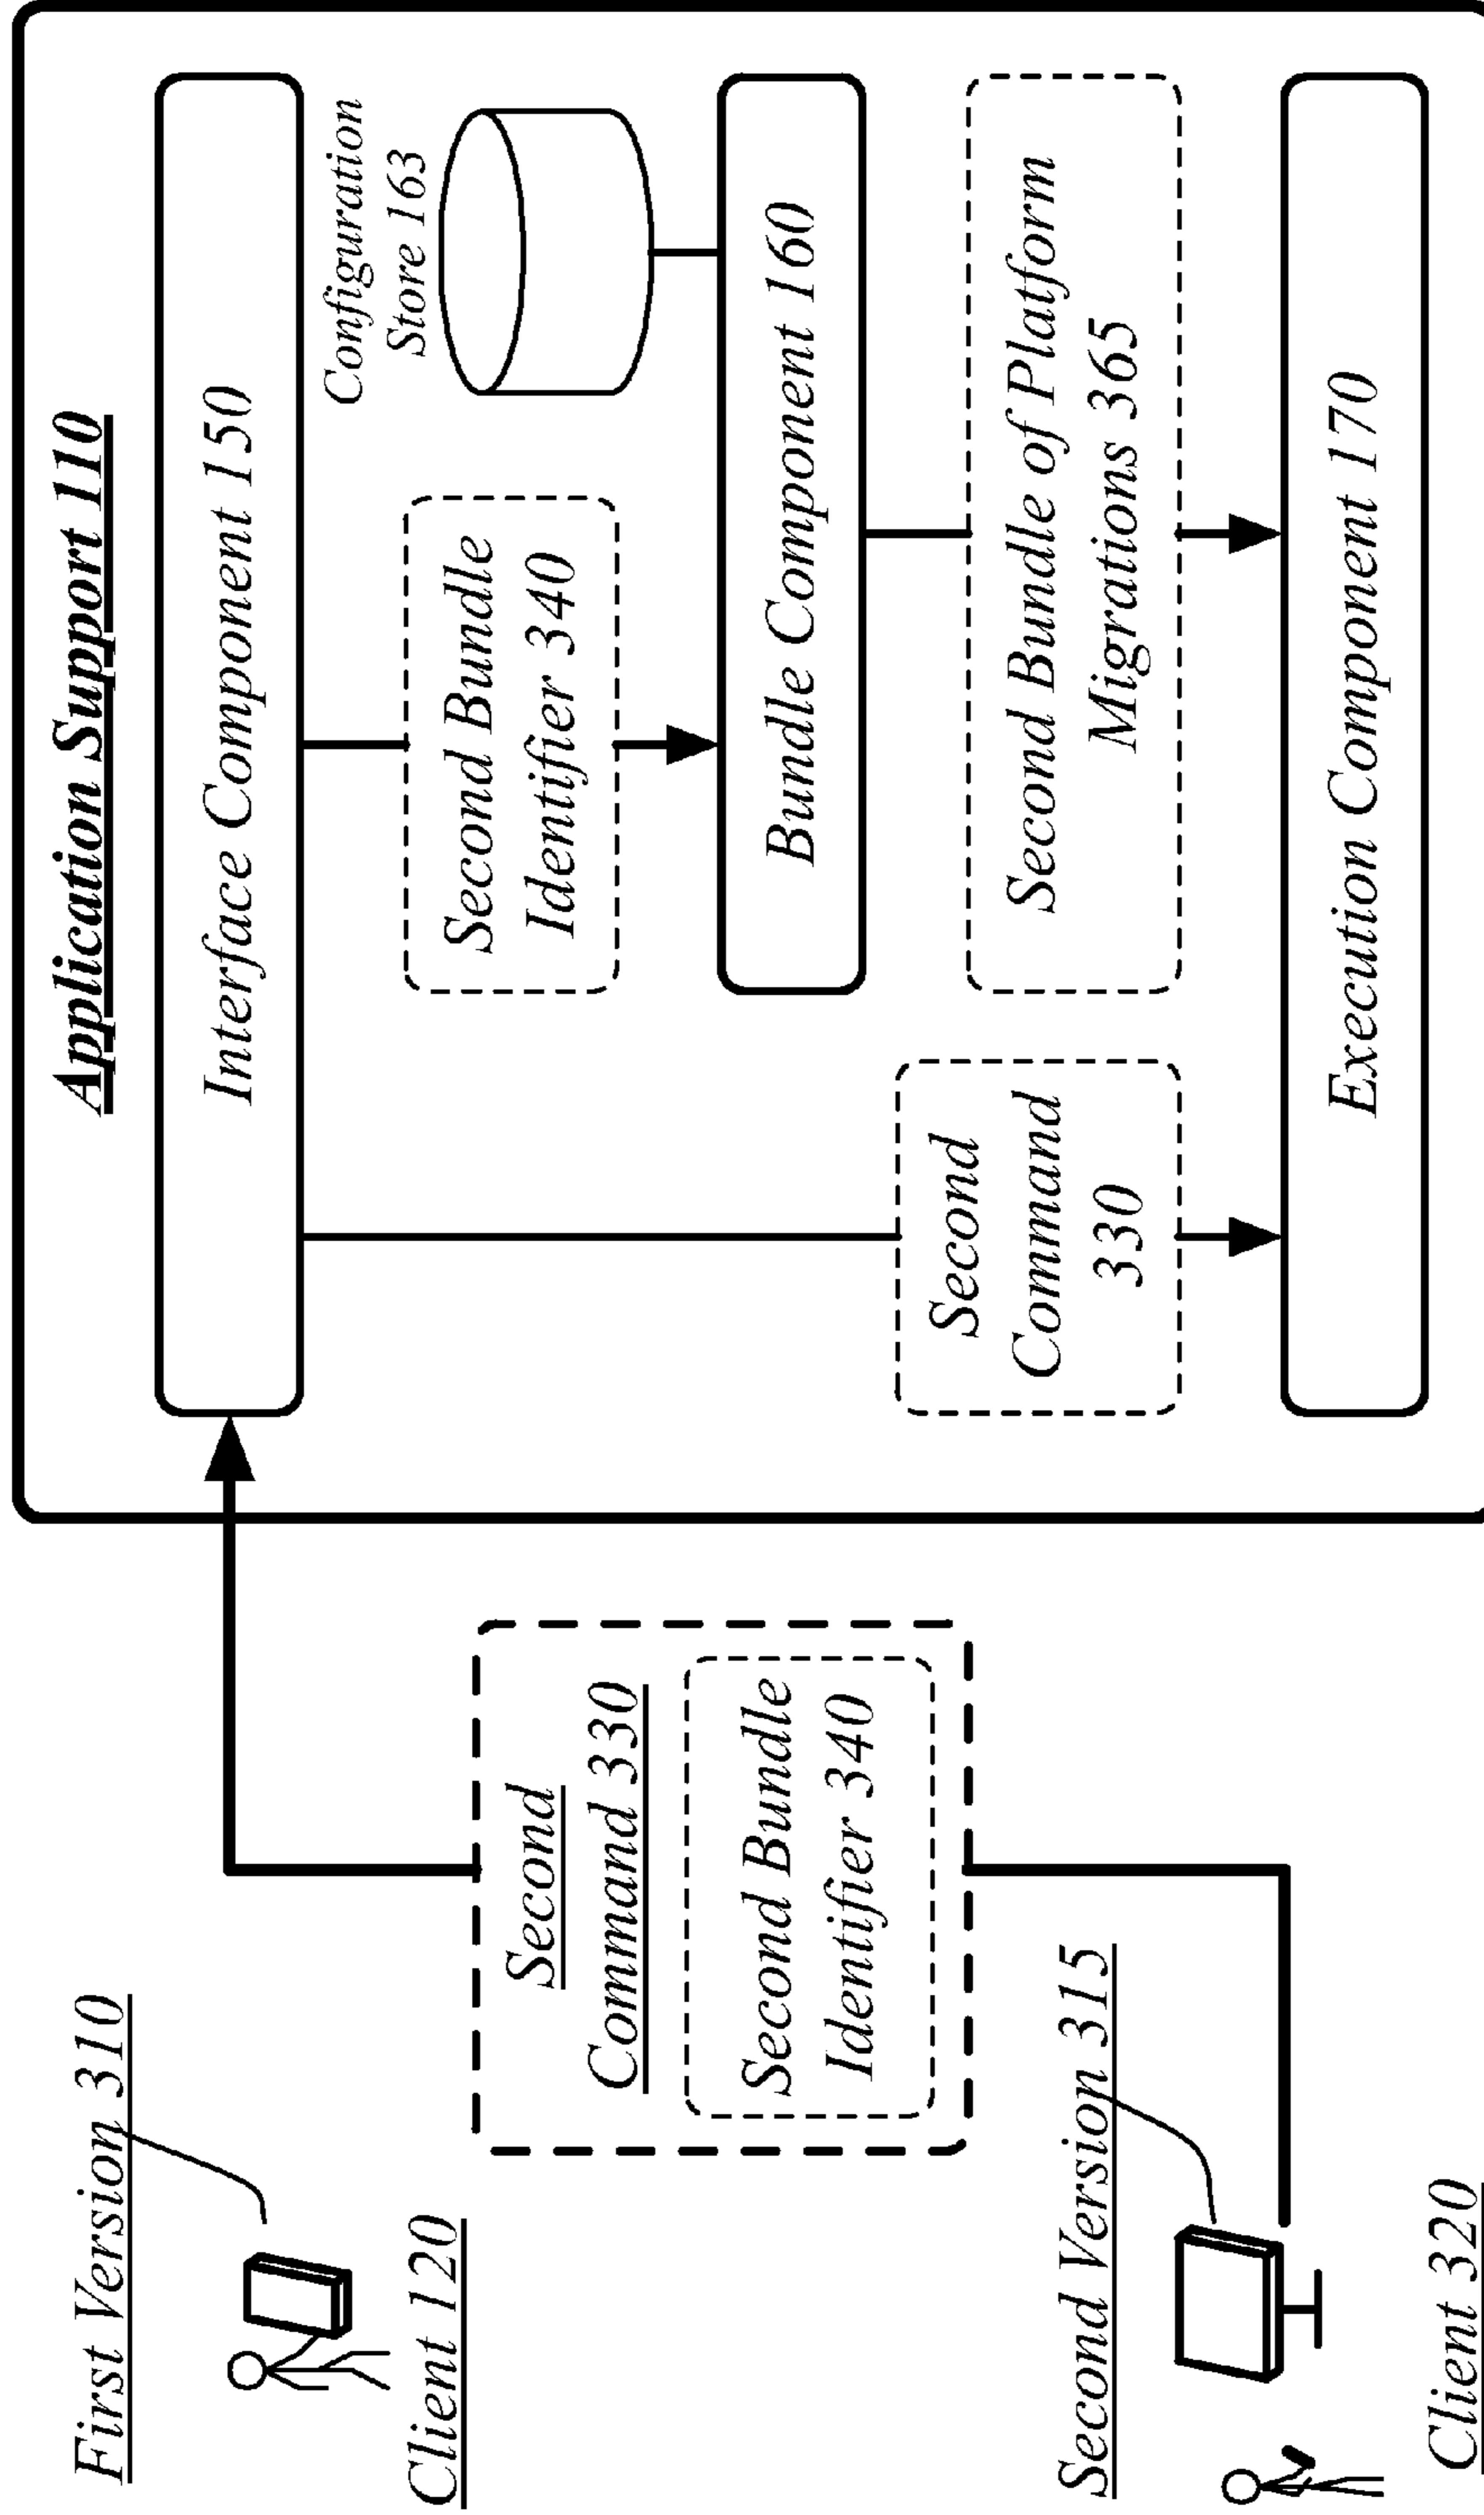 First Version 310
Client 120
Second Version 315
Client 320
Second
Command 330
Second Bundle
Identifier 340
Application Support 110
Interface Component 150
Configuration
Store 163
Second Bundle
Identifier 340
Bundle Component 160
Second
Command
330
Second Bundle of Platform
Migrations 365
Execution Component 170